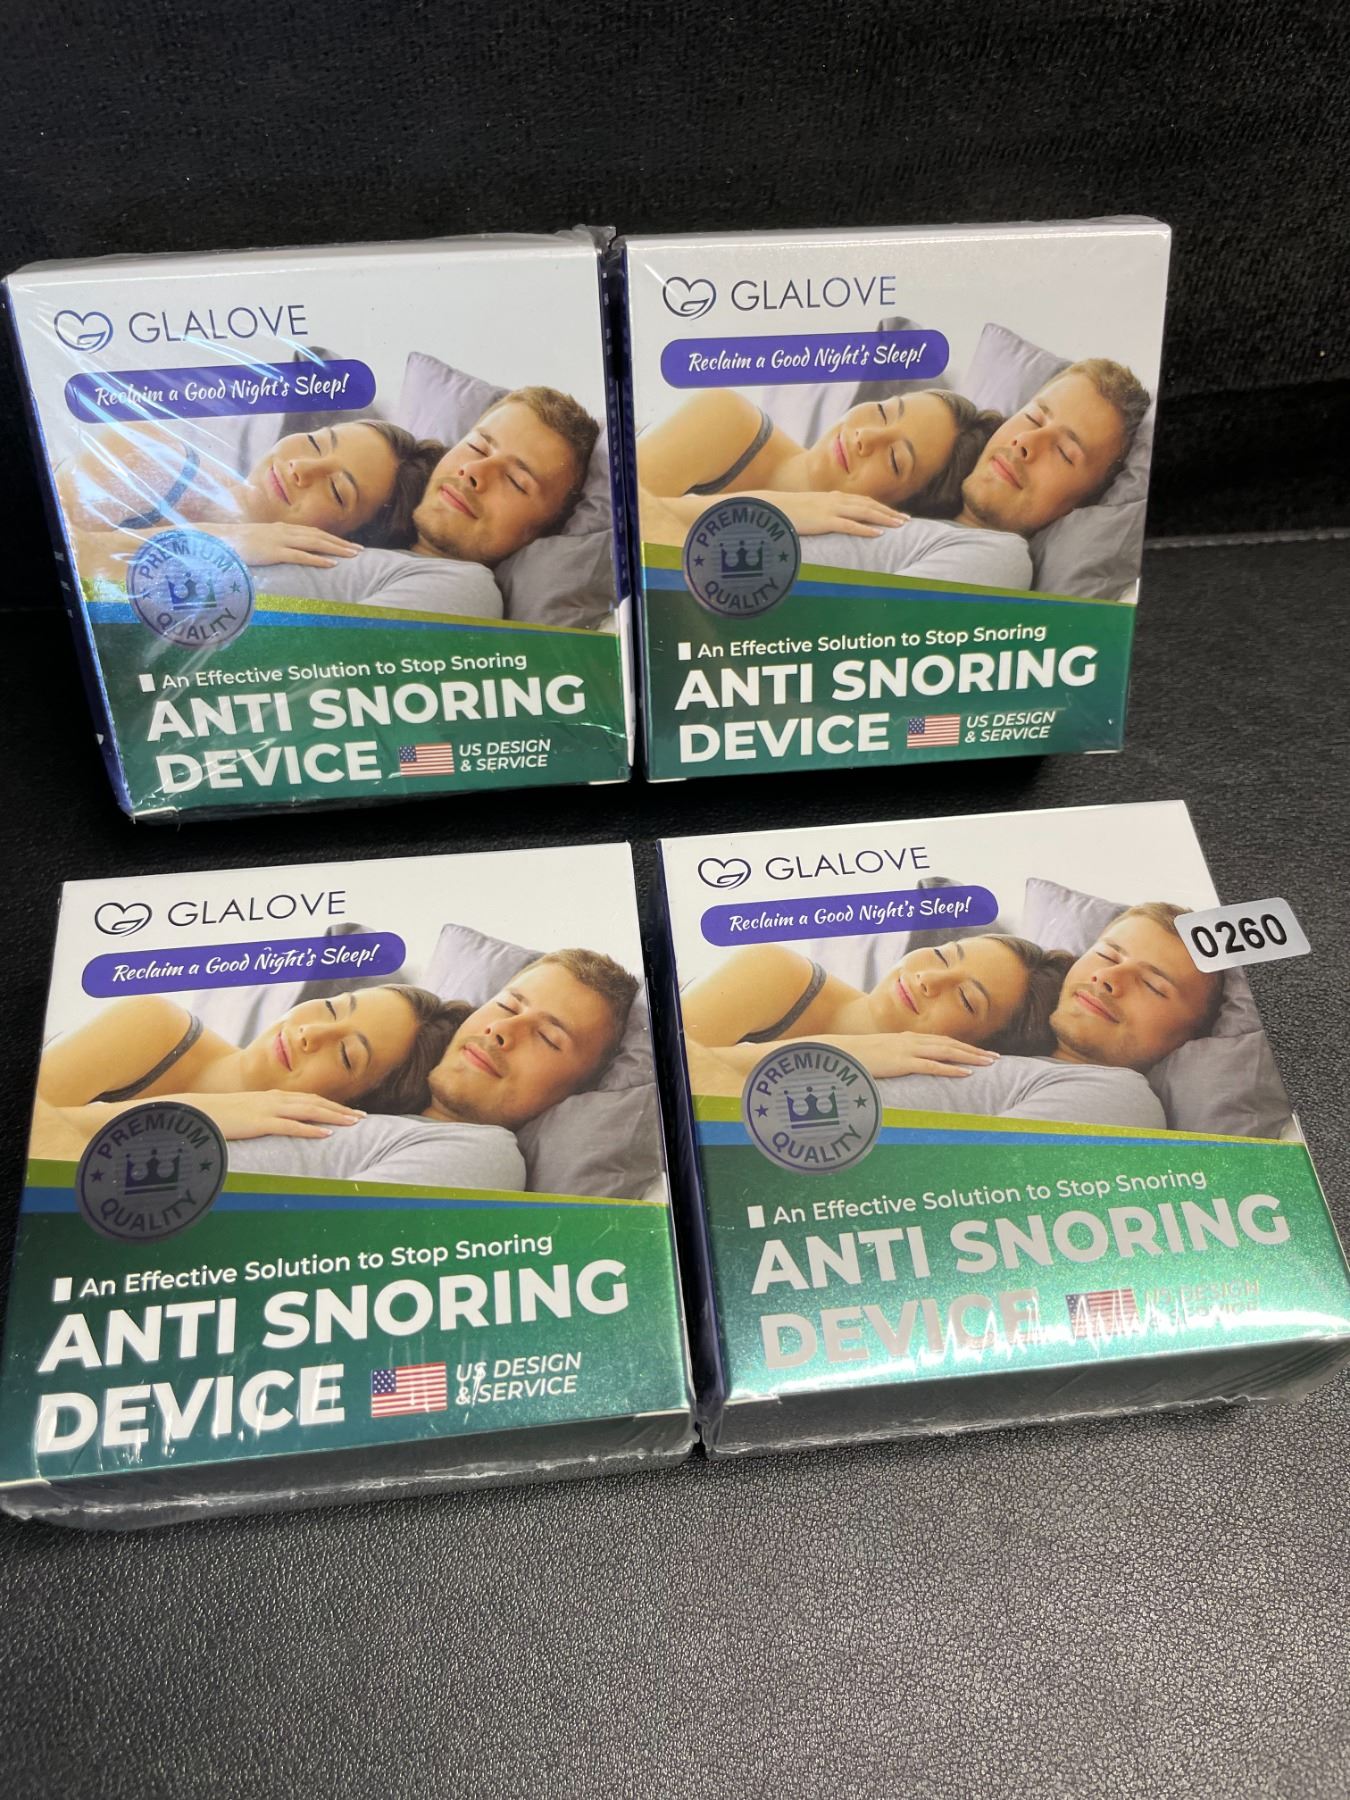 GLALOVE
Reclaim a Good Night's Sleep!
PREMIUM
QUALITY
An Effective Solution to Stop Snoring
ANTI SNORING
DEVICE
US DESIGN
& SERVICE
GLALOVE
Reclaim a Good Night's Sleep!
PREMIUM
QUALITY
An Effective Solution to Stop Snoring
ANTI SNORING
DEVICE
US DESIGN
& SERVICE
GLALOVE
Reclaim a Good Night's Sleep!
PREMIUM
QUALITY
An Effective Solution to Stop Snoring
ANTI SNORING
DEVICE
US DESIGN
& SERVICE
GLALOVE
Reclaim a Good Night's Sleep!
0260
PREMIUM
QUALITY
An Effective Solution to Stop Snoring
ANTI SNORING
DEVICE
US DESIGN